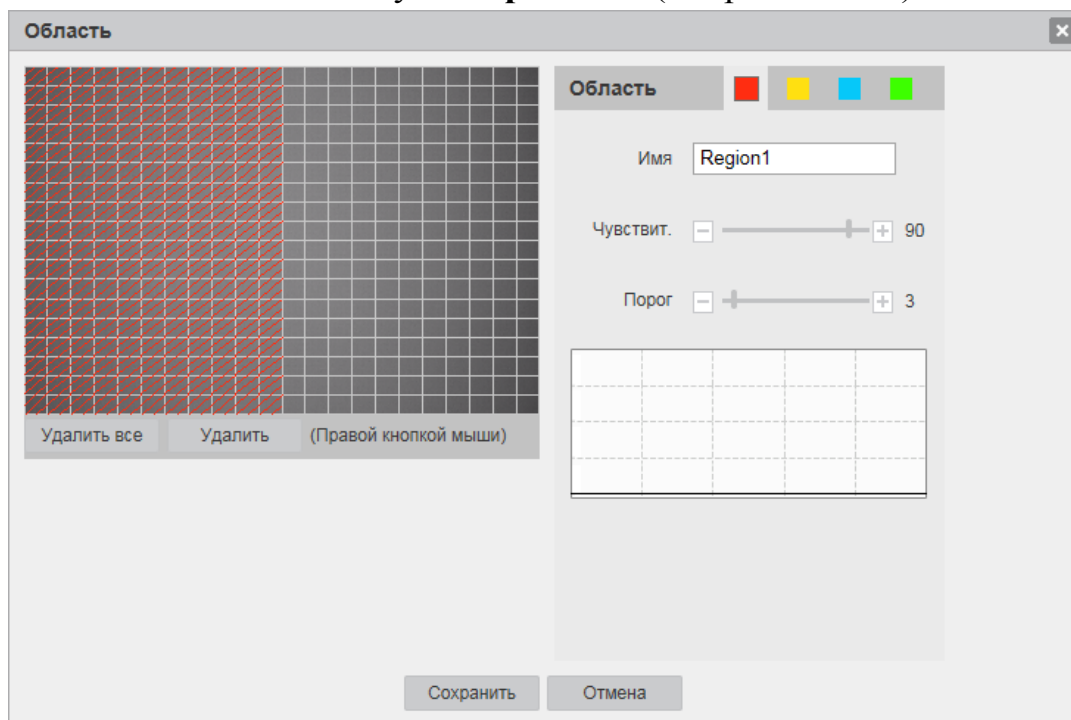 Область
Область
Имя
Region1
Чувствит.
90
Порог
3
Удалить все
Удалить
(Правой кнопкой мыши)
Сохранить
Отмена